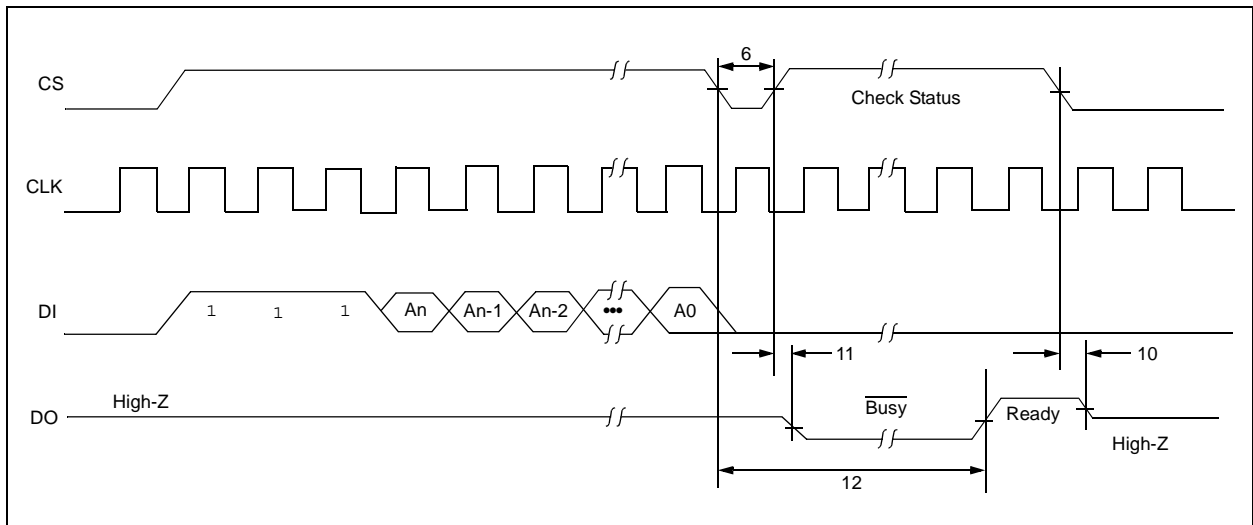 6
CS
Check Status
CLK
DI
1 1 1 An An-1 An-2 ••• A0
11
10
High-Z
Busy
Ready
DO
High-Z
12